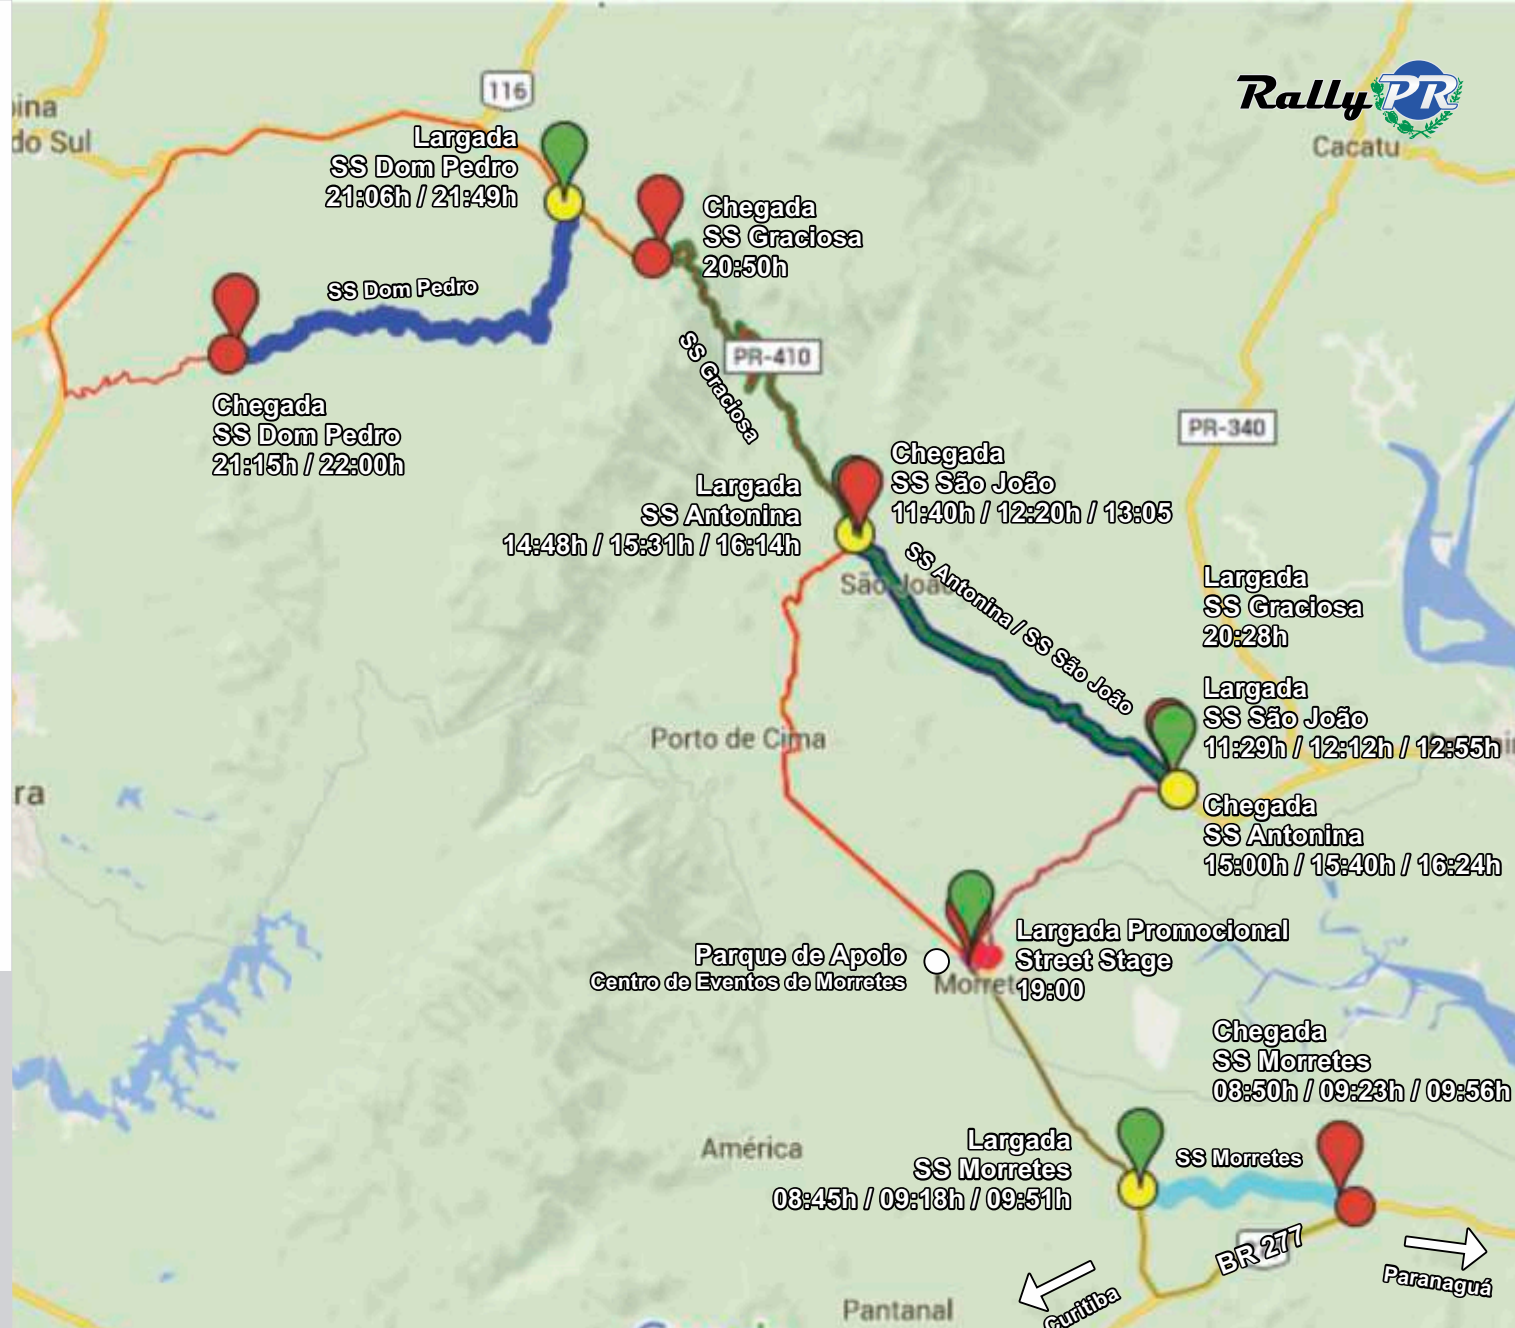 116
Rally PR
do Sul
Cacatu
Largada
SS Dom Pedro
21:06h / 21:49h
Chegada
SS Graciosa
20:50h
SS Dom Pedro
PR-410
SS Graciosa
PR-340
Chegada
SS Dom Pedro
21:15h / 22:00h
Chegada
SS São João
11:40h / 12:20h / 13:05
Largada
SS Antonina
14:48h / 15:31h / 16:14h
SS Antonina / SS São João
São João
Largada
SS Graciosa
20:28h
Largada
SS São João
11:29h / 12:12h / 12:55h
Porto de Cima
ra
Chegada
SS Antonina
15:00h / 15:40h / 16:24h
Largada Promocional
Street Stage
19:00
Parque de Apoio
Centro de Eventos de Morretes
Morret
Chegada
SS Morretes
08:50h / 09:23h / 09:56h
América
Largada
SS Morretes
08:45h / 09:18h / 09:51h
SS Morretes
BR 277
Paranaguá
Curitiba
Pantanal